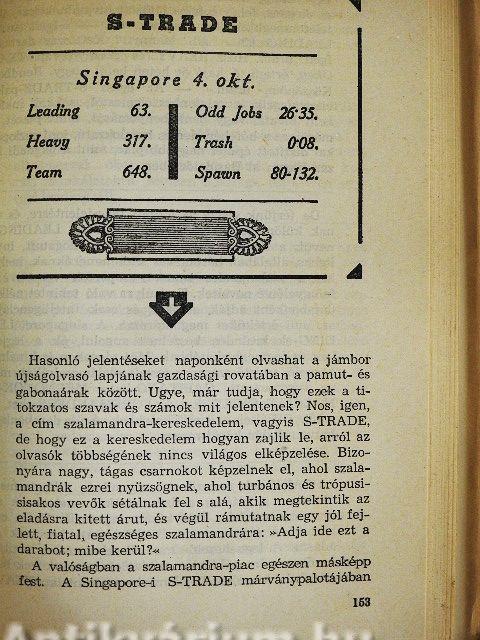 S-TRADE
Singapore 4. okt.
Leading 63.
Heavy 317.
Team 648.
Odd Jobs 26·35.
Trash 0·08.
Spawn 80-132.
Hasonló jelentéseket naponként olvashat a jámbor
újságolvasó lapjának gazdasági rovatában a pamut- és
gabonaárak között. Ugye, már tudja, hogy ezek a ti-
tokzatos szavak és számok mit jelentenek? Nos, igen,
a cím szalamandra-kereskedelem, vagyis S-TRADE,
de hogy ez a kereskedelem hogyan zajlik le, arról az
olvasók többségének nincs világos elképzelése. Bizo-
nyára nagy, tágas csarnokot képzelnek el, ahol szala-
mandrák ezrei nyüzsögnek, ahol turbános és trópusi-
sisakos vevők sétálnak fel s alá, akik megtekintik az
eladásra kitett árut, és végül rámutatnak egy jól fej-
lett, fiatal, egészséges szalamandrára: »Adja ide ezt a
darabot; mibe kerül?«
A valóságban a szalamandra-piac egészen másképp
fest. A Singapore-i S-TRADE márványpalotájában
153
Antikvárium.hu